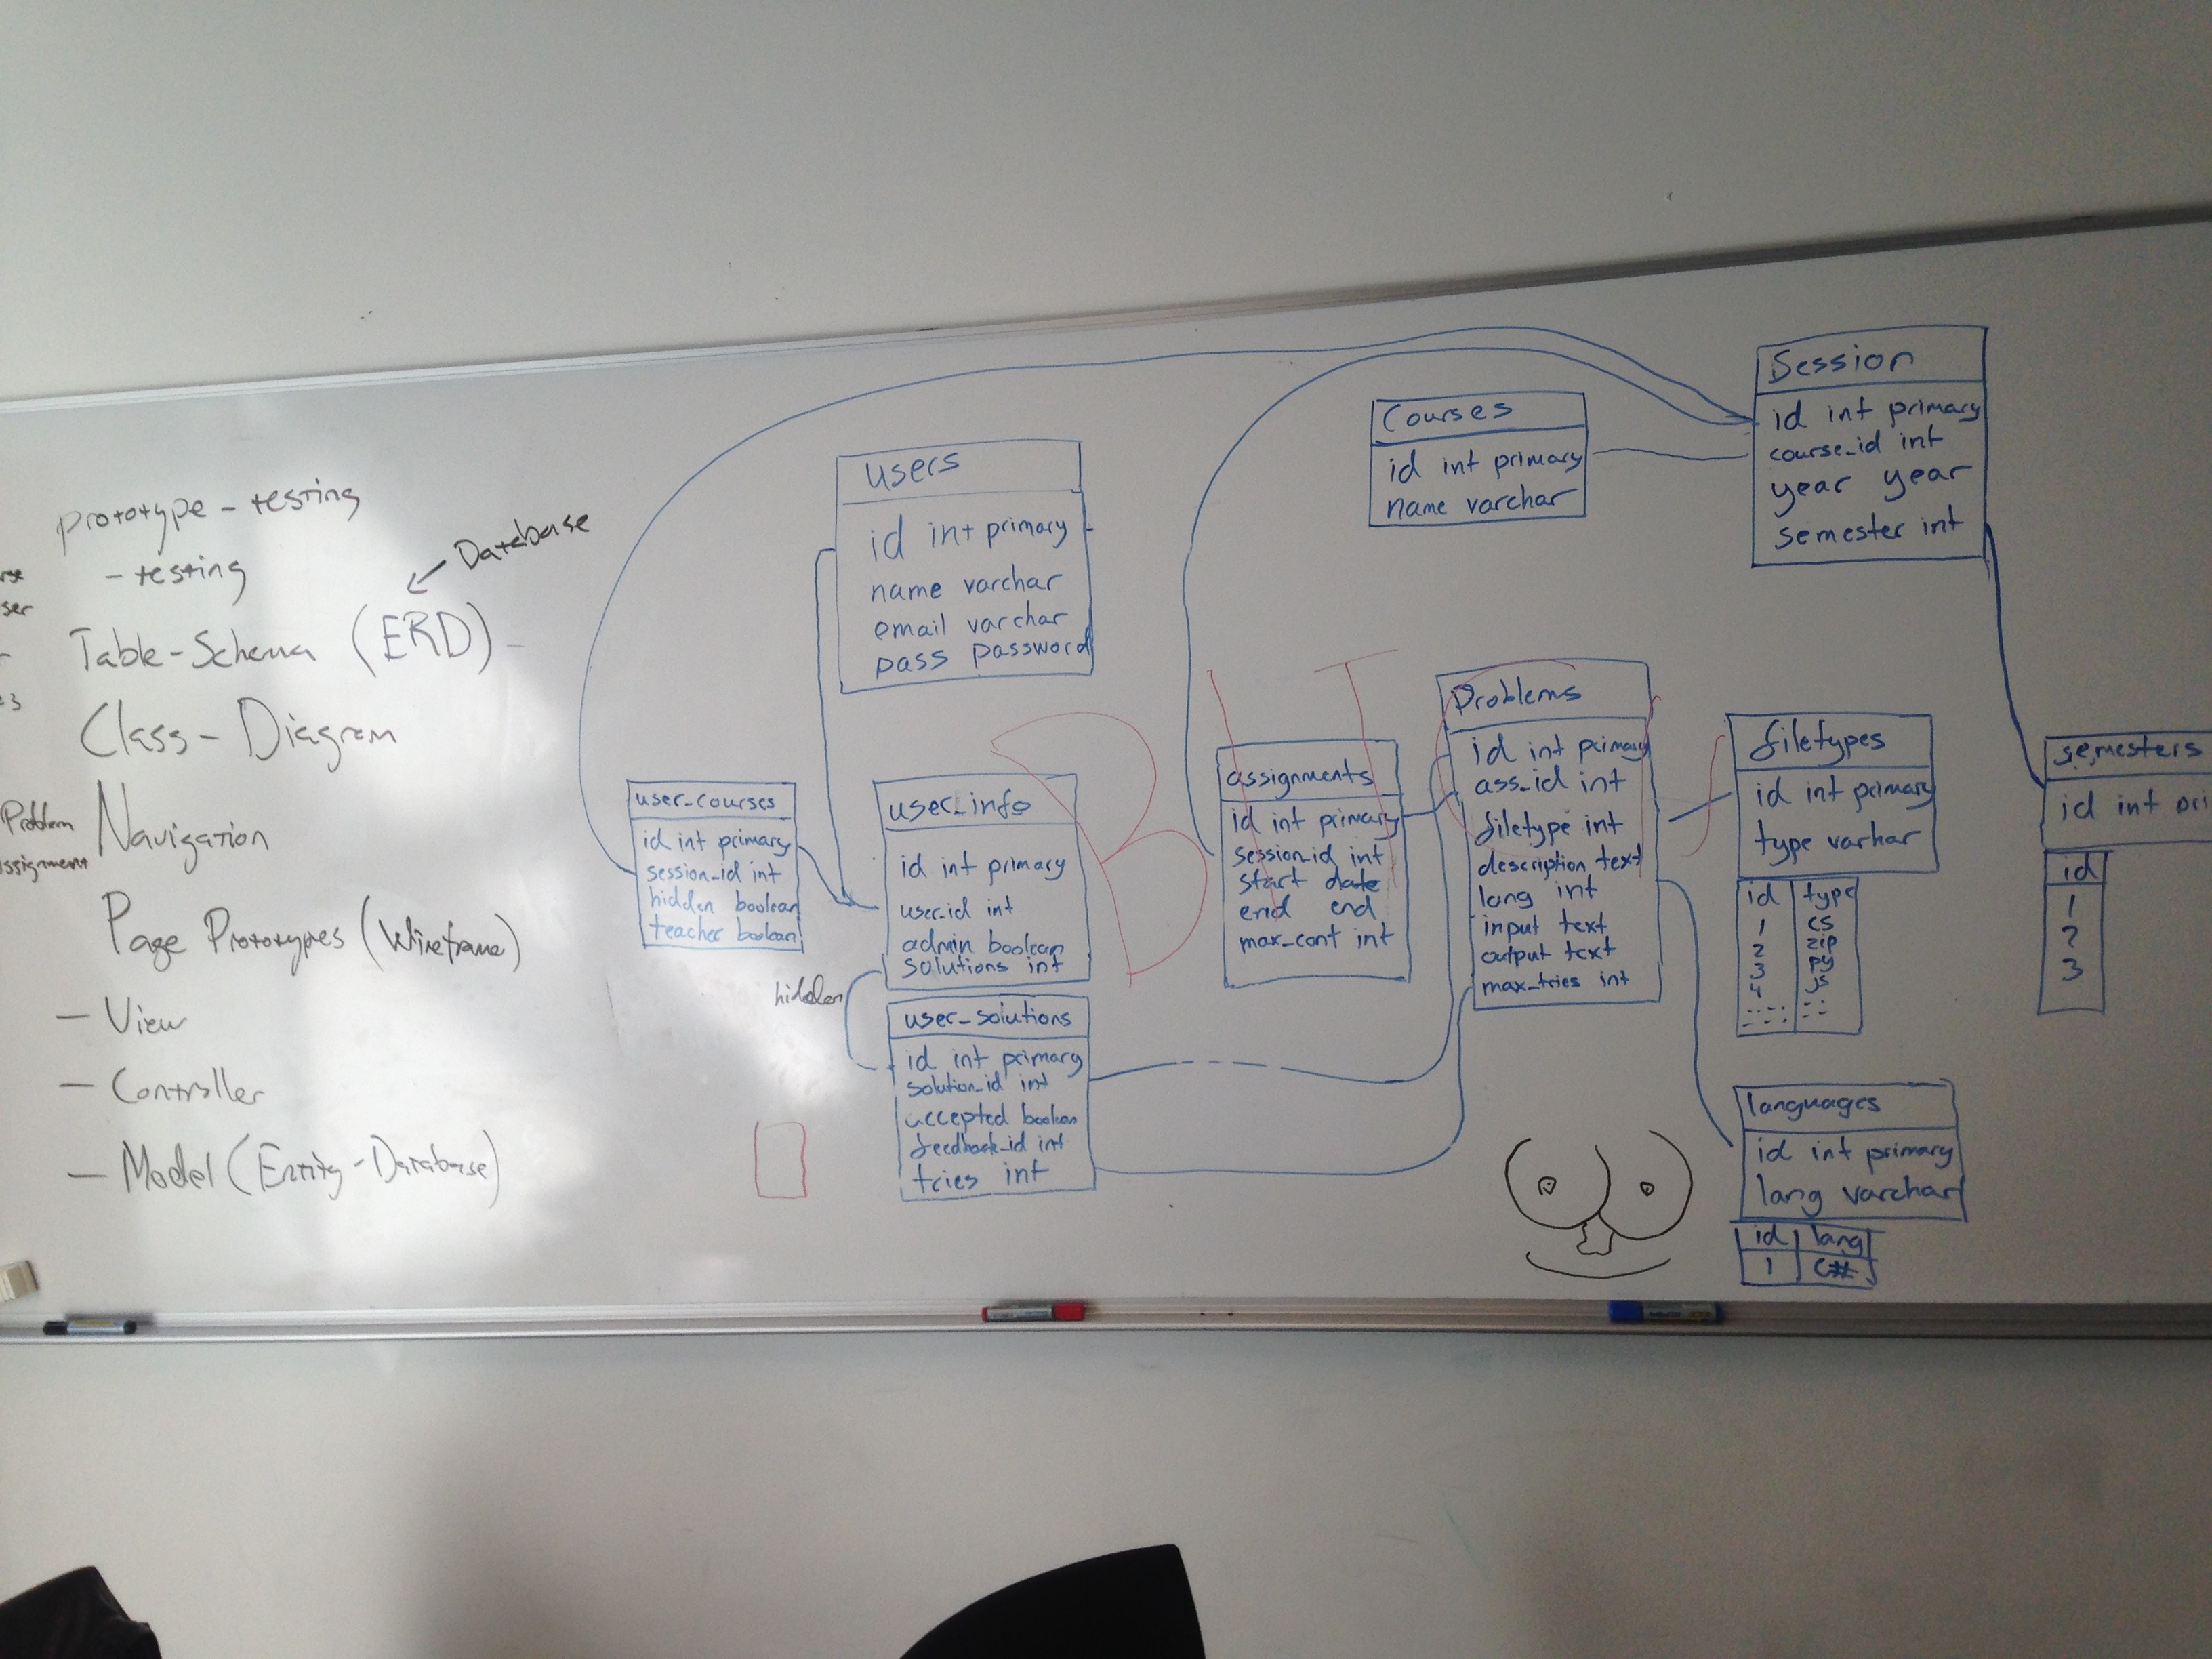 prototype - testing
- testing
Database
Table-Schema (ERD) -
Class - Diagram
Navigation
Page Prototypes (Wireframe)
- View
- Controller
- Model (Entity-Database)
ser
Problem
ssignment
users
id int primary
name varchar
email varchar
pass password
user_courses
id int primary
session_id int
hidden boolean
teacher boolean
user_info
id int primary
user_id int
admin boolean
solutions int
hidden
user_solutions
id int primary
solution_id int
accepted boolean
feedback_id int
tries int
Courses
id int primary
name varchar
Session
id int primary
course_id int
year year
semester int
assignments
id int primary
session_id int
start date
end end
max_cont int
Problems
id int primary
ass_id int
filetype int
description text
lang int
input text
output text
max_tries int
filetypes
id int primary
type varhar
id type
1 cs
2 zip
3 py
4 js
languages
id int primary
lang varchar
id lang
1 C#
semesters
id int pri
id
1
2
3